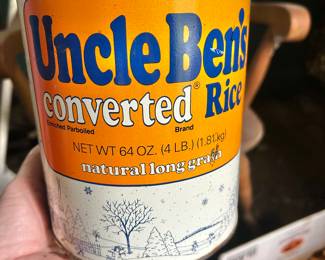 Uncle Ben's
converted® Rice
Enriched Parboiled Brand
NET WT 64 OZ. (4 LB.) (1.81 kg)
natural long grain